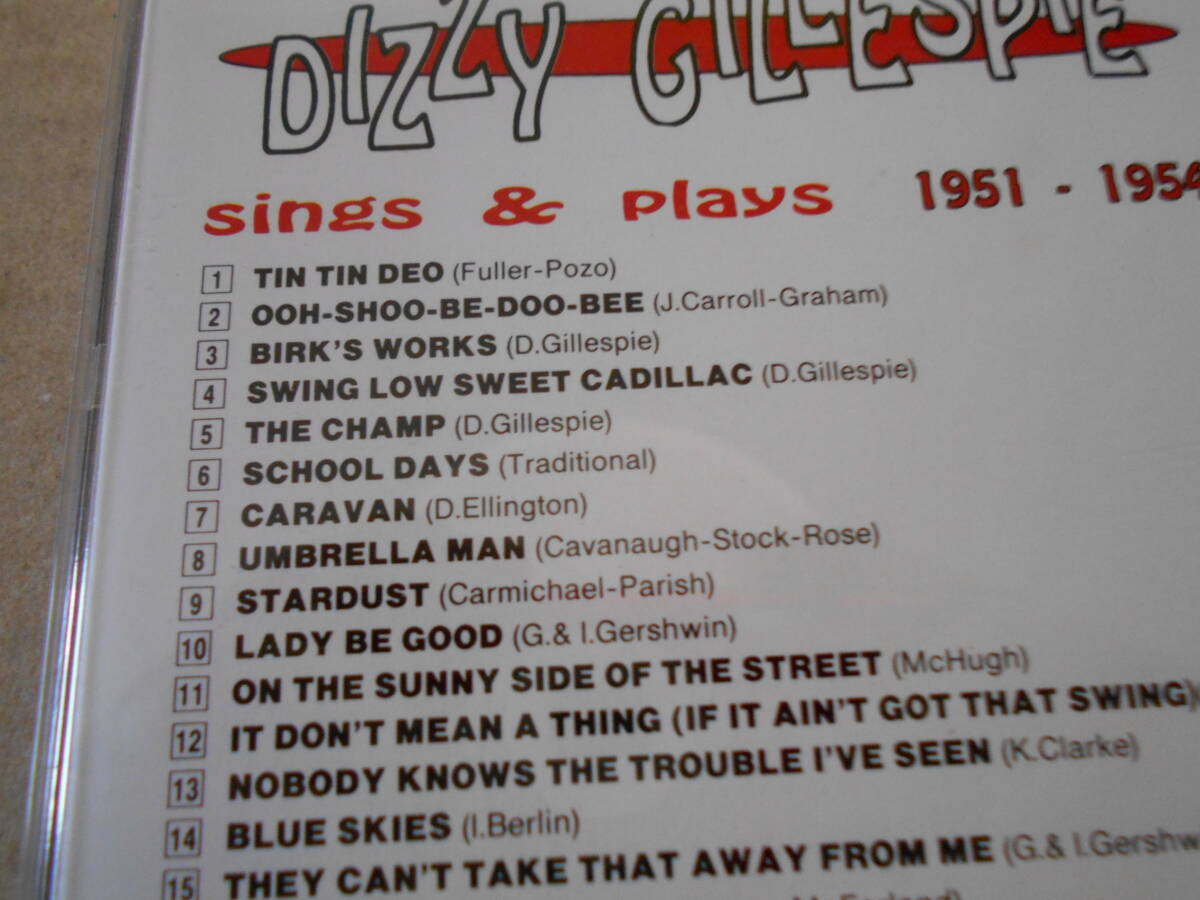 DIZZY GILLESPIE
sings & plays 1951 - 1954
1 TIN TIN DEO (Fuller-Pozo)
2 OOH-SHOO-BE-DOO-BEE (J.Carroll-Graham)
3 BIRK'S WORKS (D.Gillespie)
4 SWING LOW SWEET CADILLAC (D.Gillespie)
5 THE CHAMP (D.Gillespie)
6 SCHOOL DAYS (Traditional)
7 CARAVAN (D.Ellington)
8 UMBRELLA MAN (Cavanaugh-Stock-Rose)
9 STARDUST (Carmichael-Parish)
10 LADY BE GOOD (G.& I.Gershwin)
11 ON THE SUNNY SIDE OF THE STREET (McHugh)
12 IT DON'T MEAN A THING (IF IT AIN'T GOT THAT SWING)
13 NOBODY KNOWS THE TROUBLE I'VE SEEN (K.Clarke)
14 BLUE SKIES (I.Berlin)
15 THEY CAN'T TAKE THAT AWAY FROM ME (G.& I.Gershw